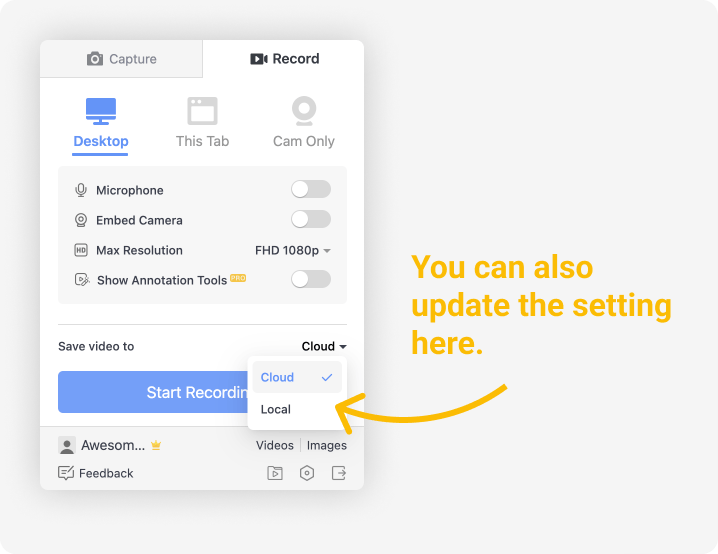 Capture
Record
Desktop
This Tab
Cam Only
Microphone
Embed Camera
HD Max Resolution FHD 1080p
Show Annotation Tools PRO
You can also
update the setting
here.
Save video to Cloud
Cloud
Start Recordin
Local
Awesom...
Videos
Images
Feedback